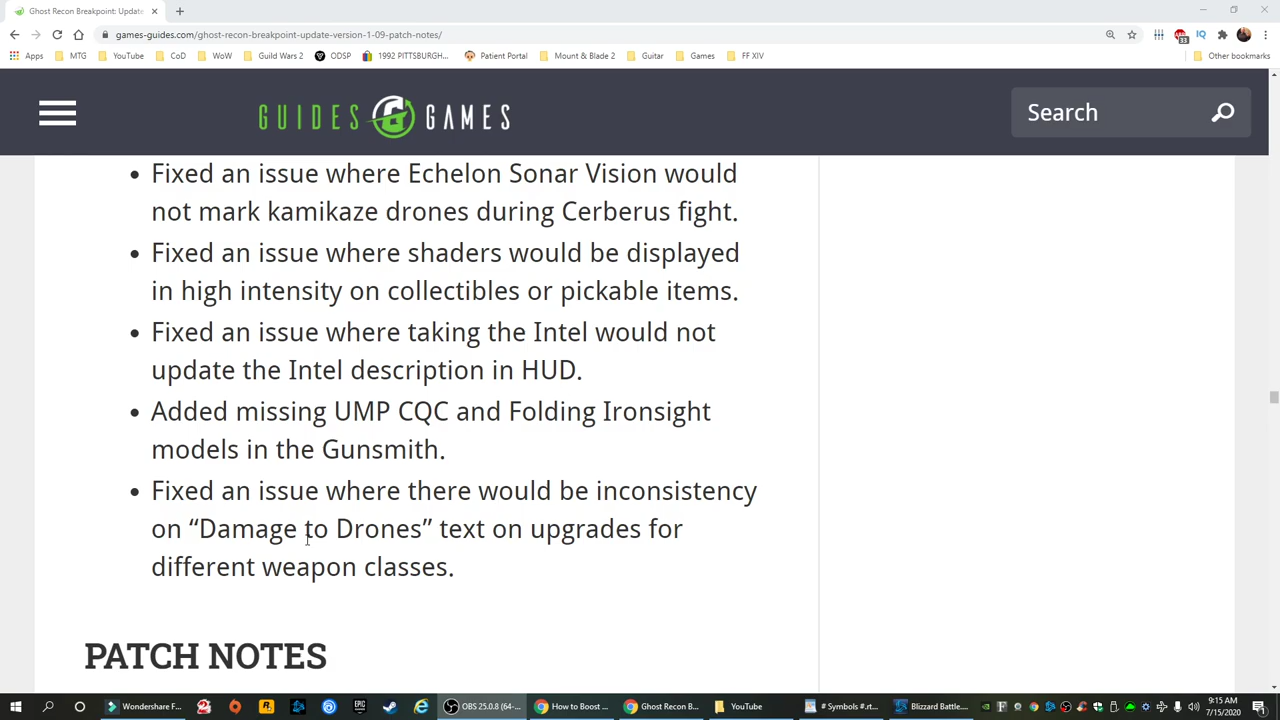 Ghost Recon Breakpoint: Update
games-guides.com/ghost-recon-breakpoint-update-version-1-09-patch-notes/
Apps MTG YouTube CoD WoW Guild Wars 2 ODSP 1992 PITTSBURGH... Patient Portal Mount & Blade 2 Guitar Games FF XIV Other bookmarks
GUIDES G GAMES Search
• Fixed an issue where Echelon Sonar Vision would
not mark kamikaze drones during Cerberus fight.
• Fixed an issue where shaders would be displayed
in high intensity on collectibles or pickable items.
• Fixed an issue where taking the Intel would not
update the Intel description in HUD.
• Added missing UMP CQC and Folding Ironsight
models in the Gunsmith.
• Fixed an issue where there would be inconsistency
on “Damage to Drones” text on upgrades for
different weapon classes.
PATCH NOTES
Wondershare F... OBS 25.0.8 (64-... How to Boost ... Ghost Recon B... YouTube # Symbols #.rt... Blizzard Battle... 9:15 AM
7/15/2020